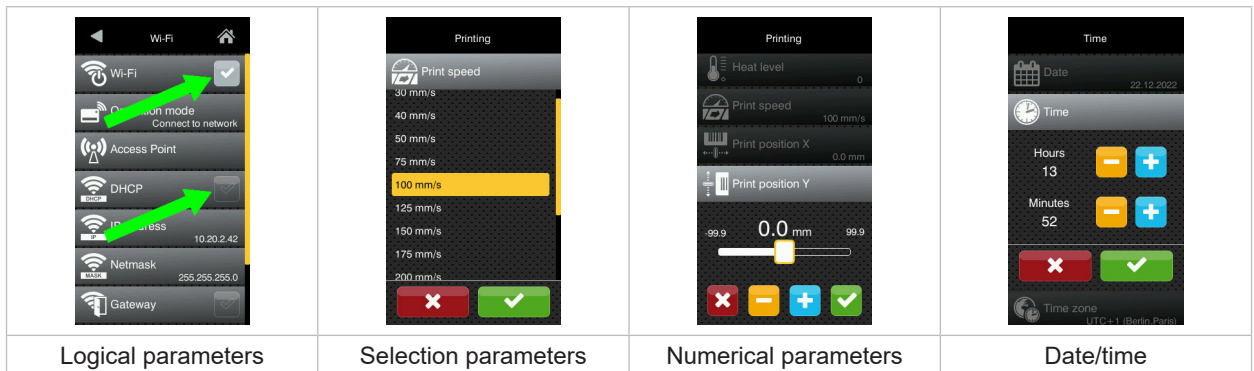 Wi-Fi
Wi-Fi
Operation mode
Connect to network
Access Point
DHCP
DHCP
IP Address
IP
10.20.2.42
Netmask
MASK
255.255.255.0
Gateway
Logical parameters
Printing
Print speed
30 mm/s
40 mm/s
50 mm/s
75 mm/s
100 mm/s
125 mm/s
150 mm/s
175 mm/s
200 mm/s
Selection parameters
Printing
Heat level
0
Print speed
100 mm/s
Print position X
0.0 mm
Print position Y
-99.9 0.0 mm 99.9
Numerical parameters
Time
Date
22.12.2022
Time
Hours
13
Minutes
52
Time zone
UTC+1 (Berlin,Paris)
Date/time